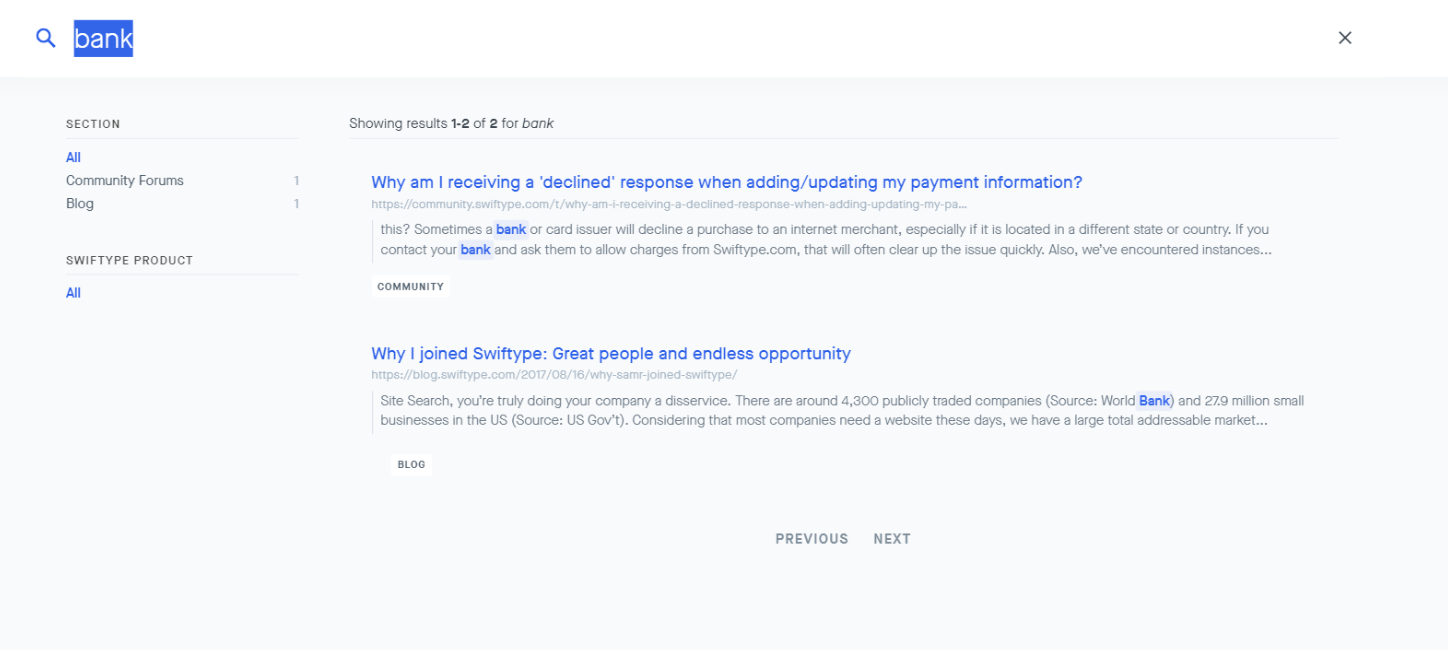 bank
SECTION
All
Community Forums 1
Blog 1
SWIFTYPE PRODUCT
All
Showing results 1-2 of 2 for bank
Why am I receiving a 'declined' response when adding/updating my payment information?
https://community.swiftype.com/t/why-am-i-receiving-a-declined-response-when-adding-updating-my-pa...
this? Sometimes a bank or card issuer will decline a purchase to an internet merchant, especially if it is located in a different state or country. If you
contact your bank and ask them to allow charges from Swiftype.com, that will often clear up the issue quickly. Also, we've encountered instances...
COMMUNITY
Why I joined Swiftype: Great people and endless opportunity
https://blog.swiftype.com/2017/08/16/why-samr-joined-swiftype/
Site Search, you're truly doing your company a disservice. There are around 4,300 publicly traded companies (Source: World Bank) and 27.9 million small
businesses in the US (Source: US Gov't). Considering that most companies need a website these days, we have a large total addressable market...
BLOG
PREVIOUS NEXT